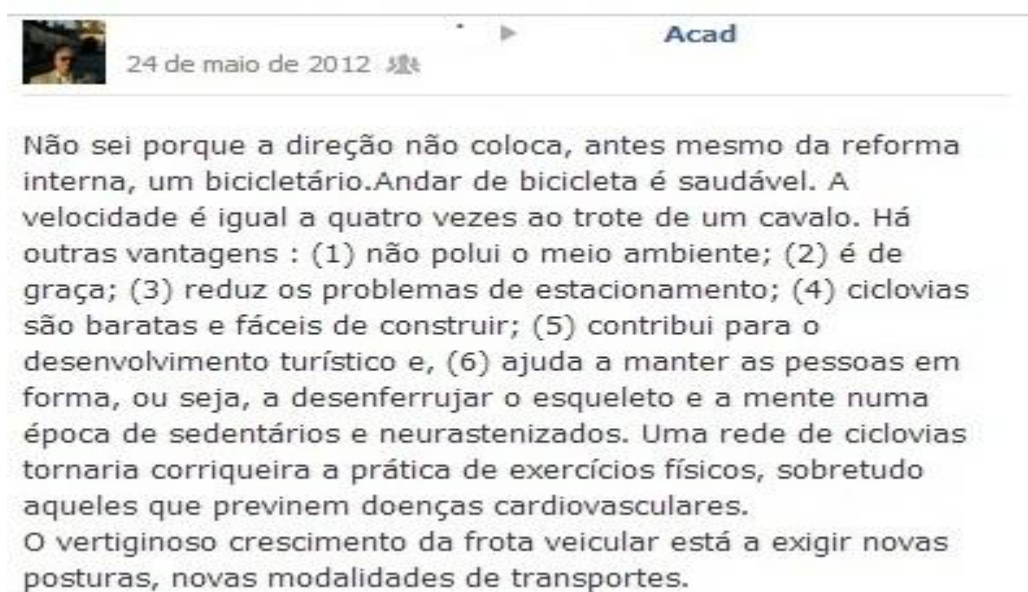 Acad
24 de maio de 2012
Não sei porque a direção não coloca, antes mesmo da reforma
interna, um bicicletário.Andar de bicicleta é saudável. A
velocidade é igual a quatro vezes ao trote de um cavalo. Há
outras vantagens : (1) não polui o meio ambiente; (2) é de
graça; (3) reduz os problemas de estacionamento; (4) ciclovias
são baratas e fáceis de construir; (5) contribui para o
desenvolvimento turístico e, (6) ajuda a manter as pessoas em
forma, ou seja, a desenferrujar o esqueleto e a mente numa
época de sedentários e neurastenizados. Uma rede de ciclovias
tornaria corriqueira a prática de exercícios físicos, sobretudo
aqueles que previnem doenças cardiovasculares.
O vertiginoso crescimento da frota veicular está a exigir novas
posturas, novas modalidades de transportes.